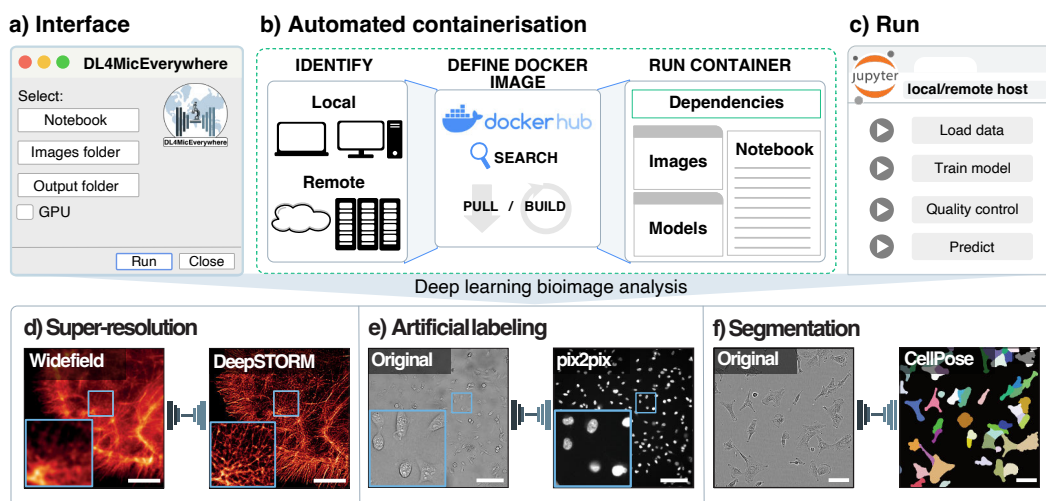 a) Interface
DL4MicEverywhere
Select:
Notebook
Images folder
Output folder
GPU
DL4MicEverywhere
Run
Close
b) Automated containerisation
IDENTIFY
Local
Remote
DEFINE DOCKER
IMAGE
dockerhub
SEARCH
PULL / BUILD
RUN CONTAINER
Dependencies
Images
Models
Notebook
c) Run
jupyter
local/remote host
Load data
Train model
Quality control
Predict
Deep learning bioimage analysis
d) Super-resolution
Widefield
DeepSTORM
e) Artificial labeling
Original
pix2pix
f) Segmentation
Original
CellPose